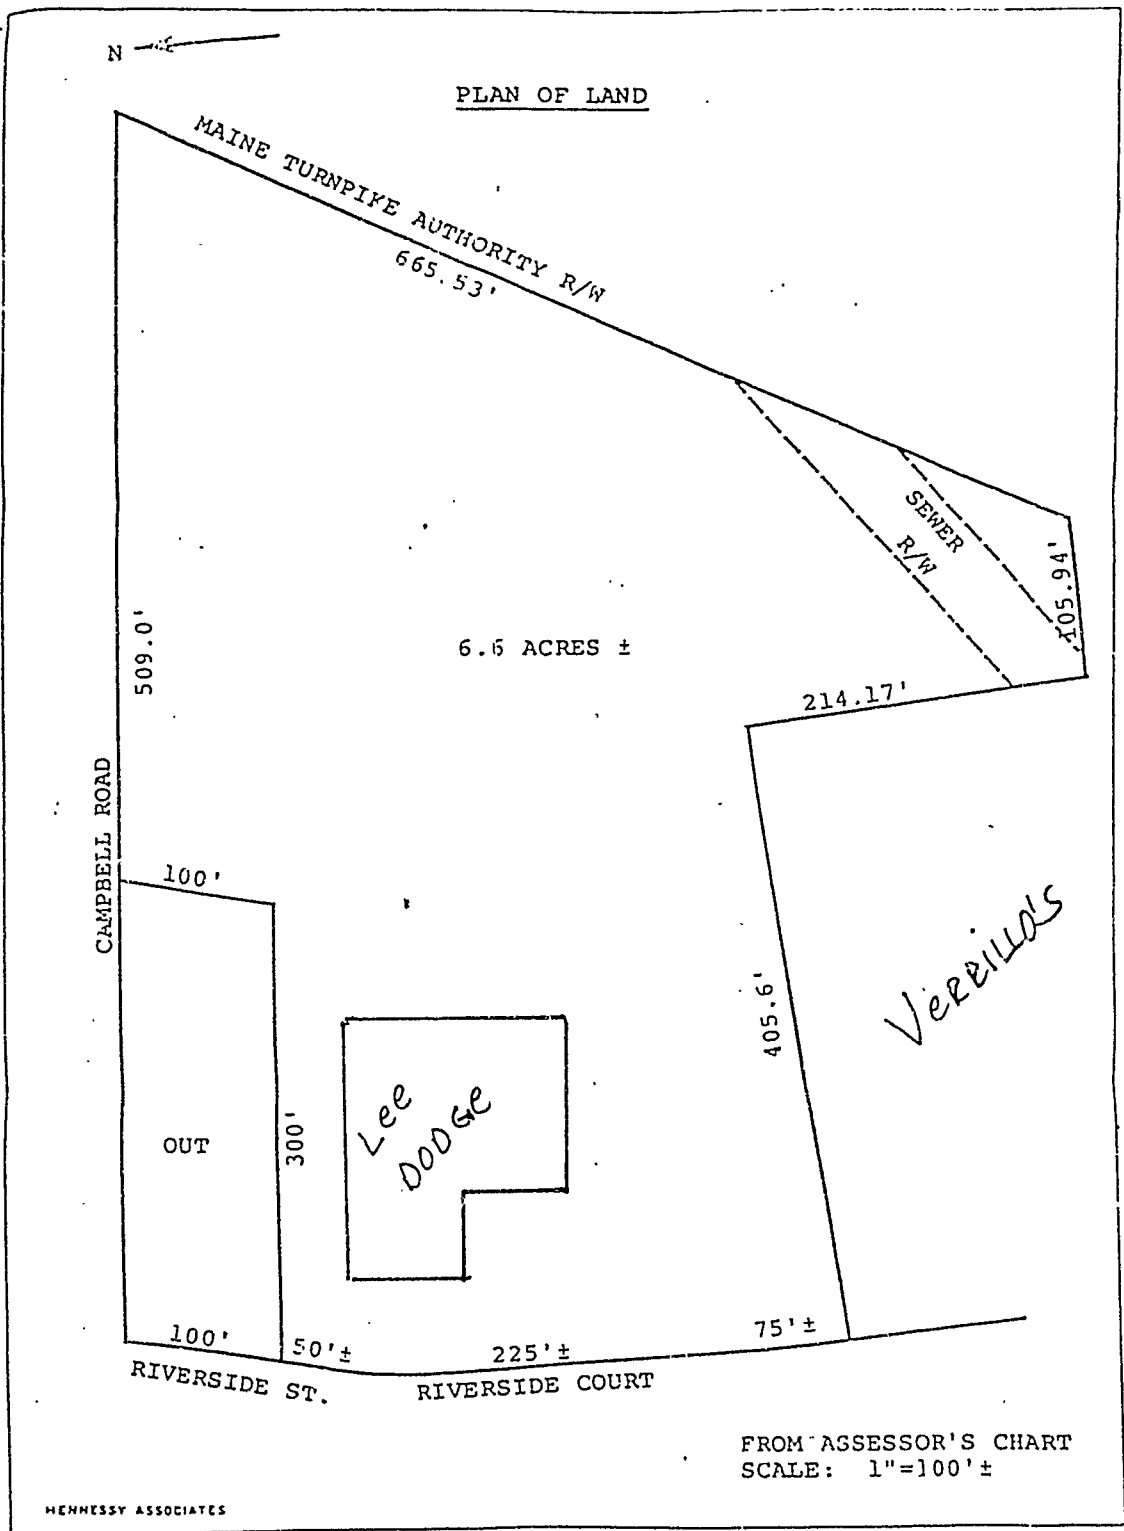 N
PLAN OF LAND
MAINE TURNPIKE AUTHORITY R/W
665.53'
SEWER
R/W
105.94'
509.0'
6.6 ACRES ±
214.17'
CAMPBELL ROAD
100'
405.6'
VERRILLO'S
Lee
DODGE
OUT
300'
100'
50'±
225'±
75'±
RIVERSIDE ST.
RIVERSIDE COURT
FROM ASSESSOR'S CHART
SCALE: 1"=100'±
HENNESSY ASSOCIATES